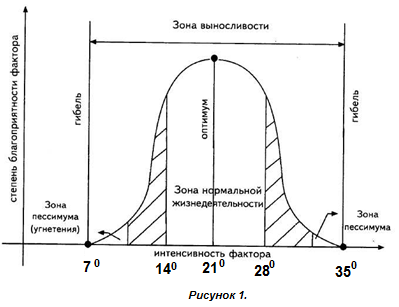 Зона выносливости
степень благоприятности фактора
гибель
оптимум
гибель
Зона нормальной
жизнедеятельности
Зона
пессимума
(угнетения)
Зона
пессимума
интенсивность фактора
7⁰ 14⁰ 21⁰ 28⁰ 35⁰
Рисунок 1.